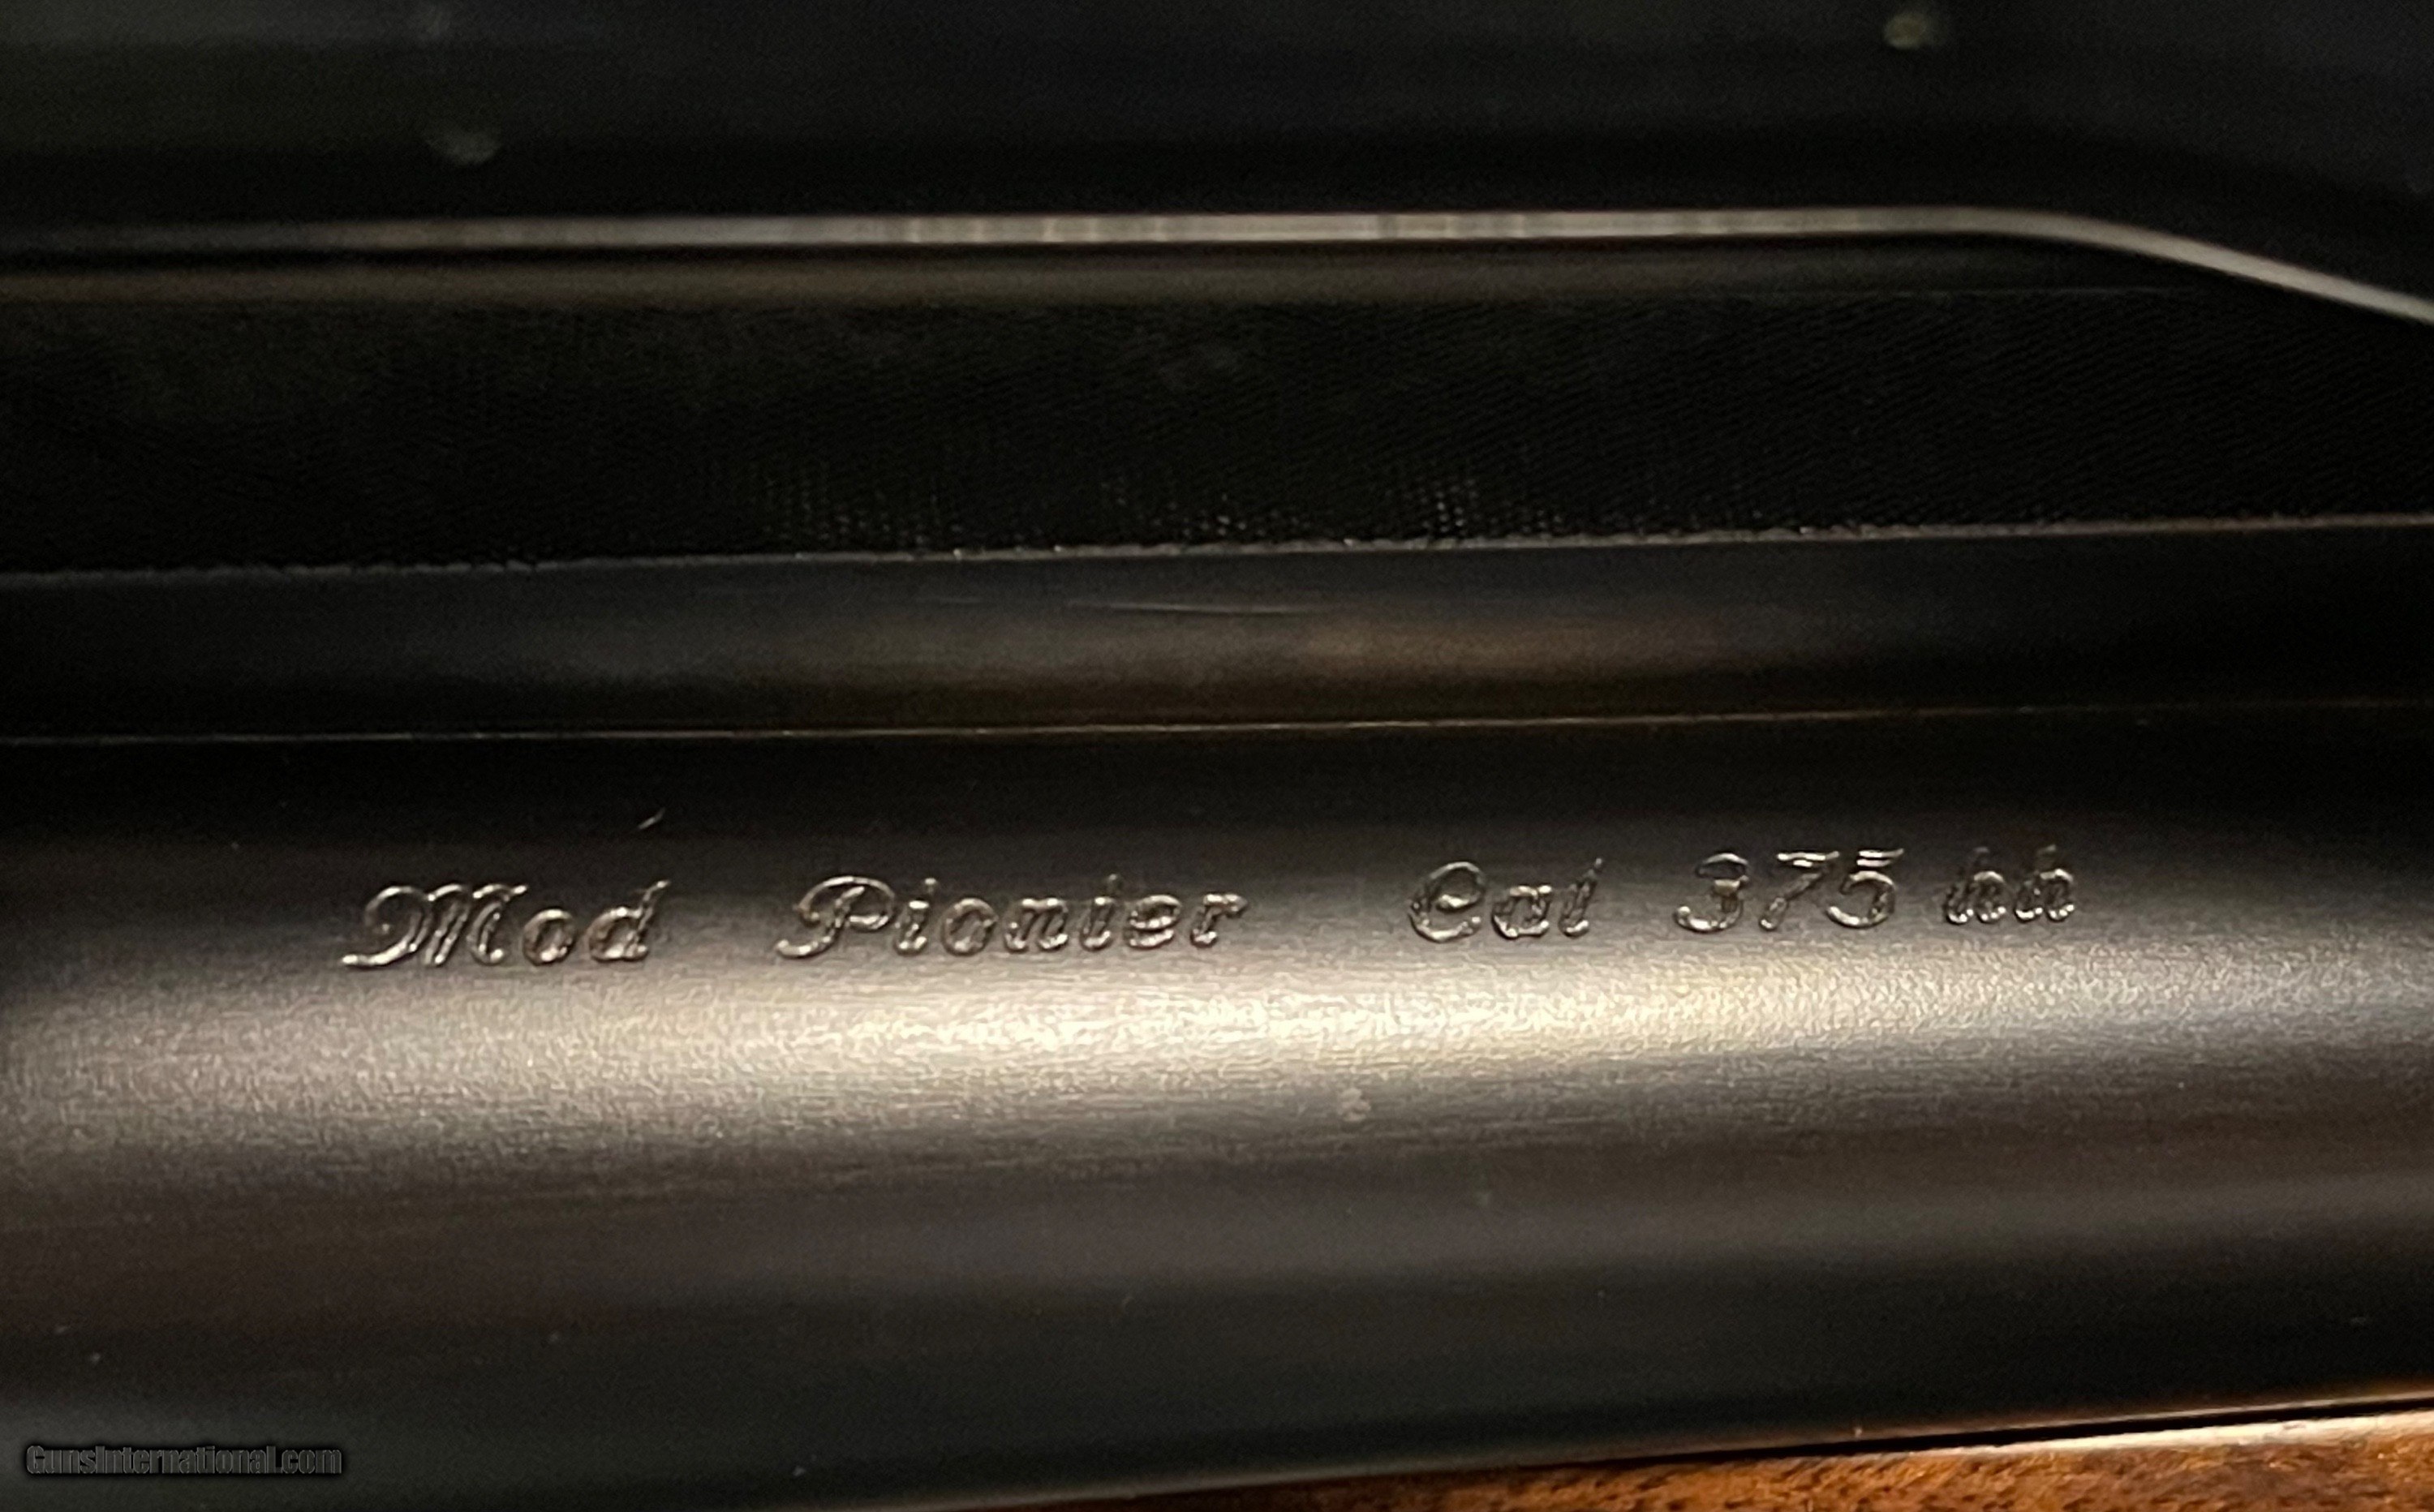 Mod Pionier Cal 375 hh
GunsInternational.com